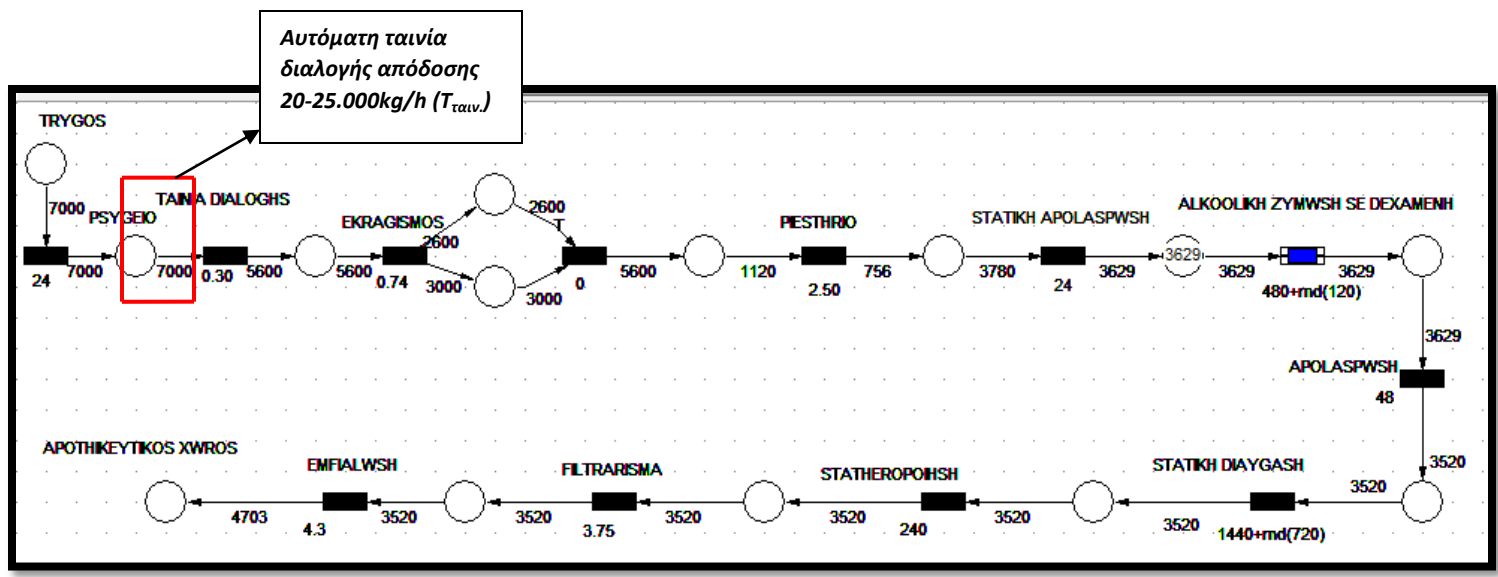 Αυτόματη ταινία
διαλογής απόδοσης
20-25.000kg/h (Τταιν.)
TRYGOS
7000
PSYGEIO
TAINIA DIALOGHS
EKRAGISMOS
2600
2600
T
PIESTHRIO
STATIKH APOLASPWSH
ALKOOLIKH ZYMWSH SE DEXAMENH
24
7000
7000
0.30
5600
5600
0.74
3000
3000
0
5600
1120
2.50
756
3780
24
3629
3629
3629
480+rnd(120)
3629
3629
APOLASPWSH
48
3520
APOTHIKEYTIKOS XWROS
EMFIALWSH
FILTRARISMA
STATHEROPOIHSH
STATIKH DIAYGASH
3520
4703
4.3
3520
3520
3.75
3520
3520
240
3520
3520
1440+rnd(720)